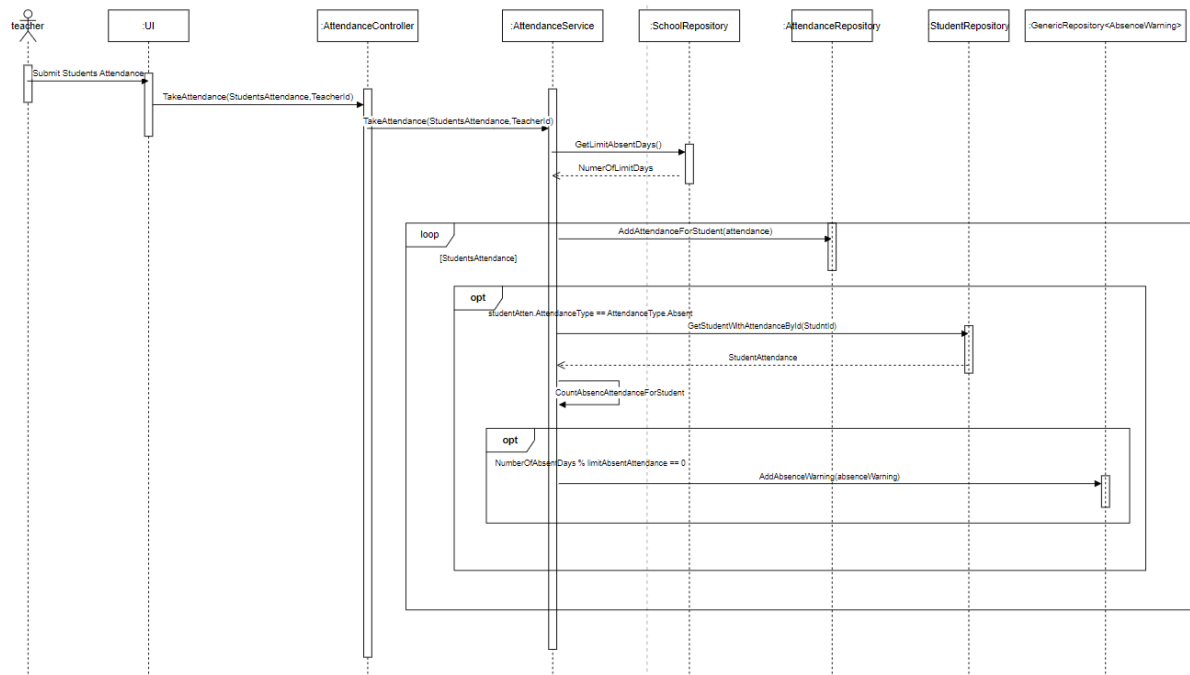 teacher
:UI
:AttendanceController
:AttendanceService
:SchoolRepository
:AttendanceRepository
:StudentRepository
:GenericRepository<AbsenceWarning>
Submit Students Attendance
TakeAttendance(StudentsAttendance,TeacherId)
TakeAttendance(StudentsAttendance,TeacherId)
GetLimitAbsentDays()
NumerOfLimitDays
loop
AddAttendanceForStudent(attendance)
[StudentsAttendance]
opt
studentAtten.AttendanceType == AttendanceType.Absent
GetStudentWithAttendanceById(StudntId)
StudentAttendance
CountAbsencAttendanceForStudent
opt
NumberOfAbsentDays % limitAbsentAttendance == 0
AddAbsenceWarning(absenceWarning)